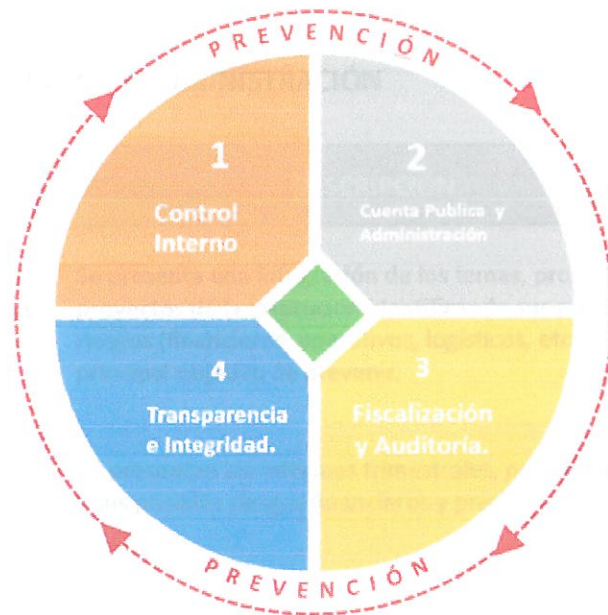 PREVENCIÓN
1
Control
Interno
2
Cuenta Publica y
Administración
4
Transparencia
e Integridad.
3
Fiscalización
y Auditoría.
PREVENCIÓN